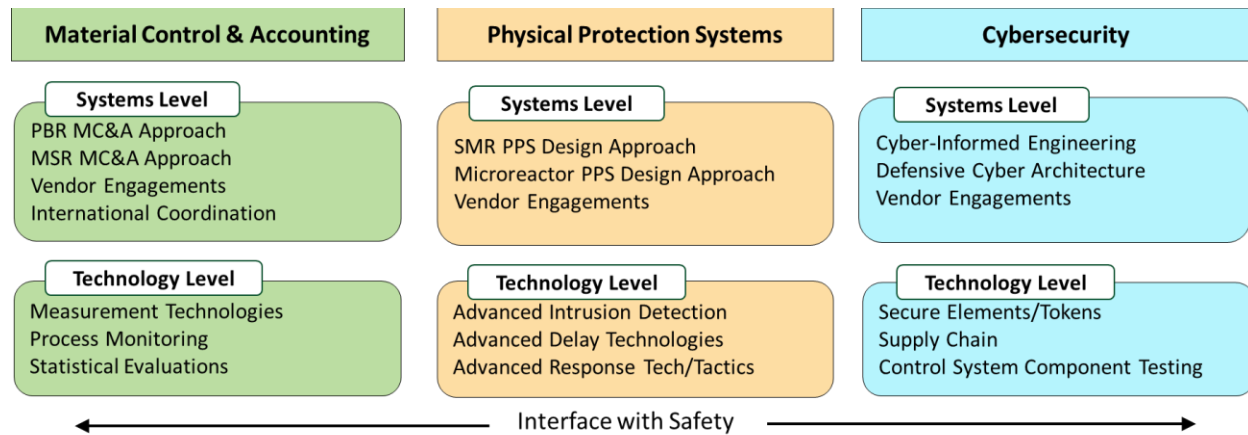 Material Control & Accounting
Systems Level
PBR MC&A Approach
MSR MC&A Approach
Vendor Engagements
International Coordination
Technology Level
Measurement Technologies
Process Monitoring
Statistical Evaluations
Physical Protection Systems
Systems Level
SMR PPS Design Approach
Microreactor PPS Design Approach
Vendor Engagements
Technology Level
Advanced Intrusion Detection
Advanced Delay Technologies
Advanced Response Tech/Tactics
Cybersecurity
Systems Level
Cyber-Informed Engineering
Defensive Cyber Architecture
Vendor Engagements
Technology Level
Secure Elements/Tokens
Supply Chain
Control System Component Testing
Interface with Safety